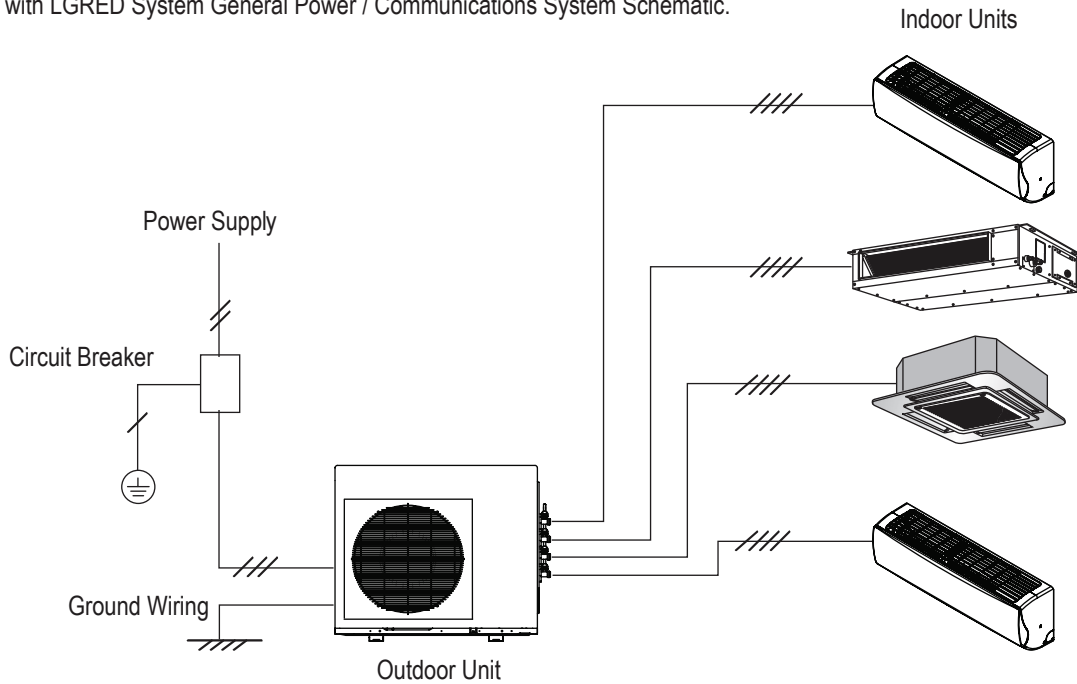 with LGRED System General Power / Communications System Schematic.
Indoor Units
Power Supply
Circuit Breaker
Ground Wiring
Outdoor Unit